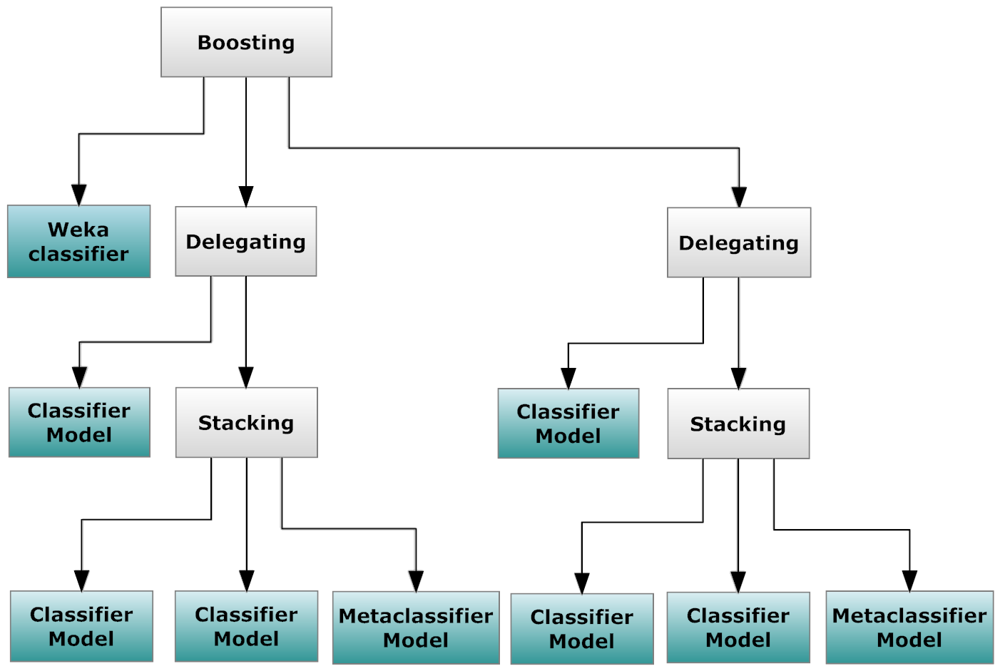 Boosting
Weka
classifier
Delegating
Delegating
Classifier
Model
Stacking
Classifier
Model
Stacking
Classifier
Model
Classifier
Model
Metaclassifier
Model
Classifier
Model
Classifier
Model
Metaclassifier
Model